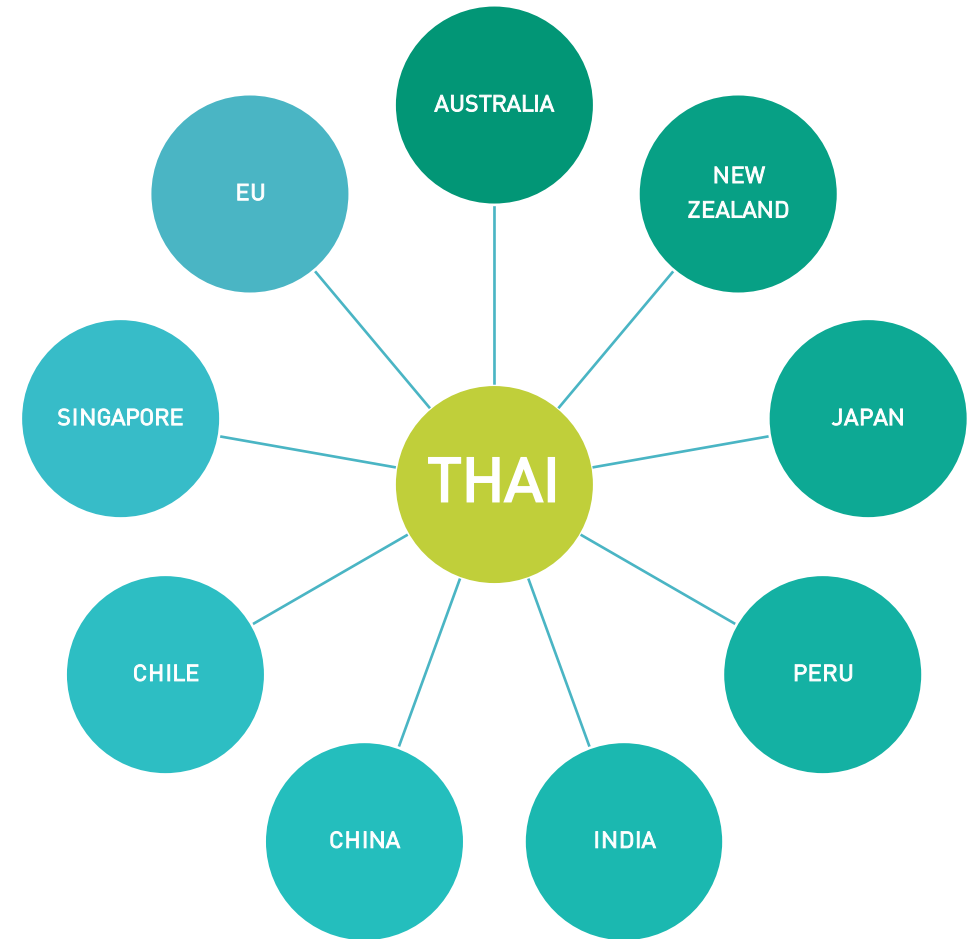 AUSTRALIA
NEW
ZEALAND
EU
JAPAN
SINGAPORE
THAI
PERU
CHILE
INDIA
CHINA